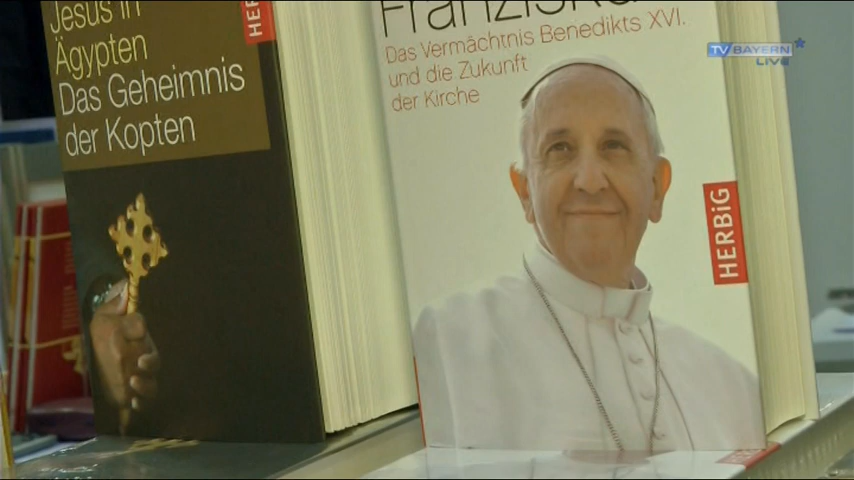 Jesus in
Ägypten
Das Geheimnis
der Kopten
Das Vermächtnis Benedikts XVI.
und die Zukunft
der Kirche
HERBiG
TV BAYERN
LIVE